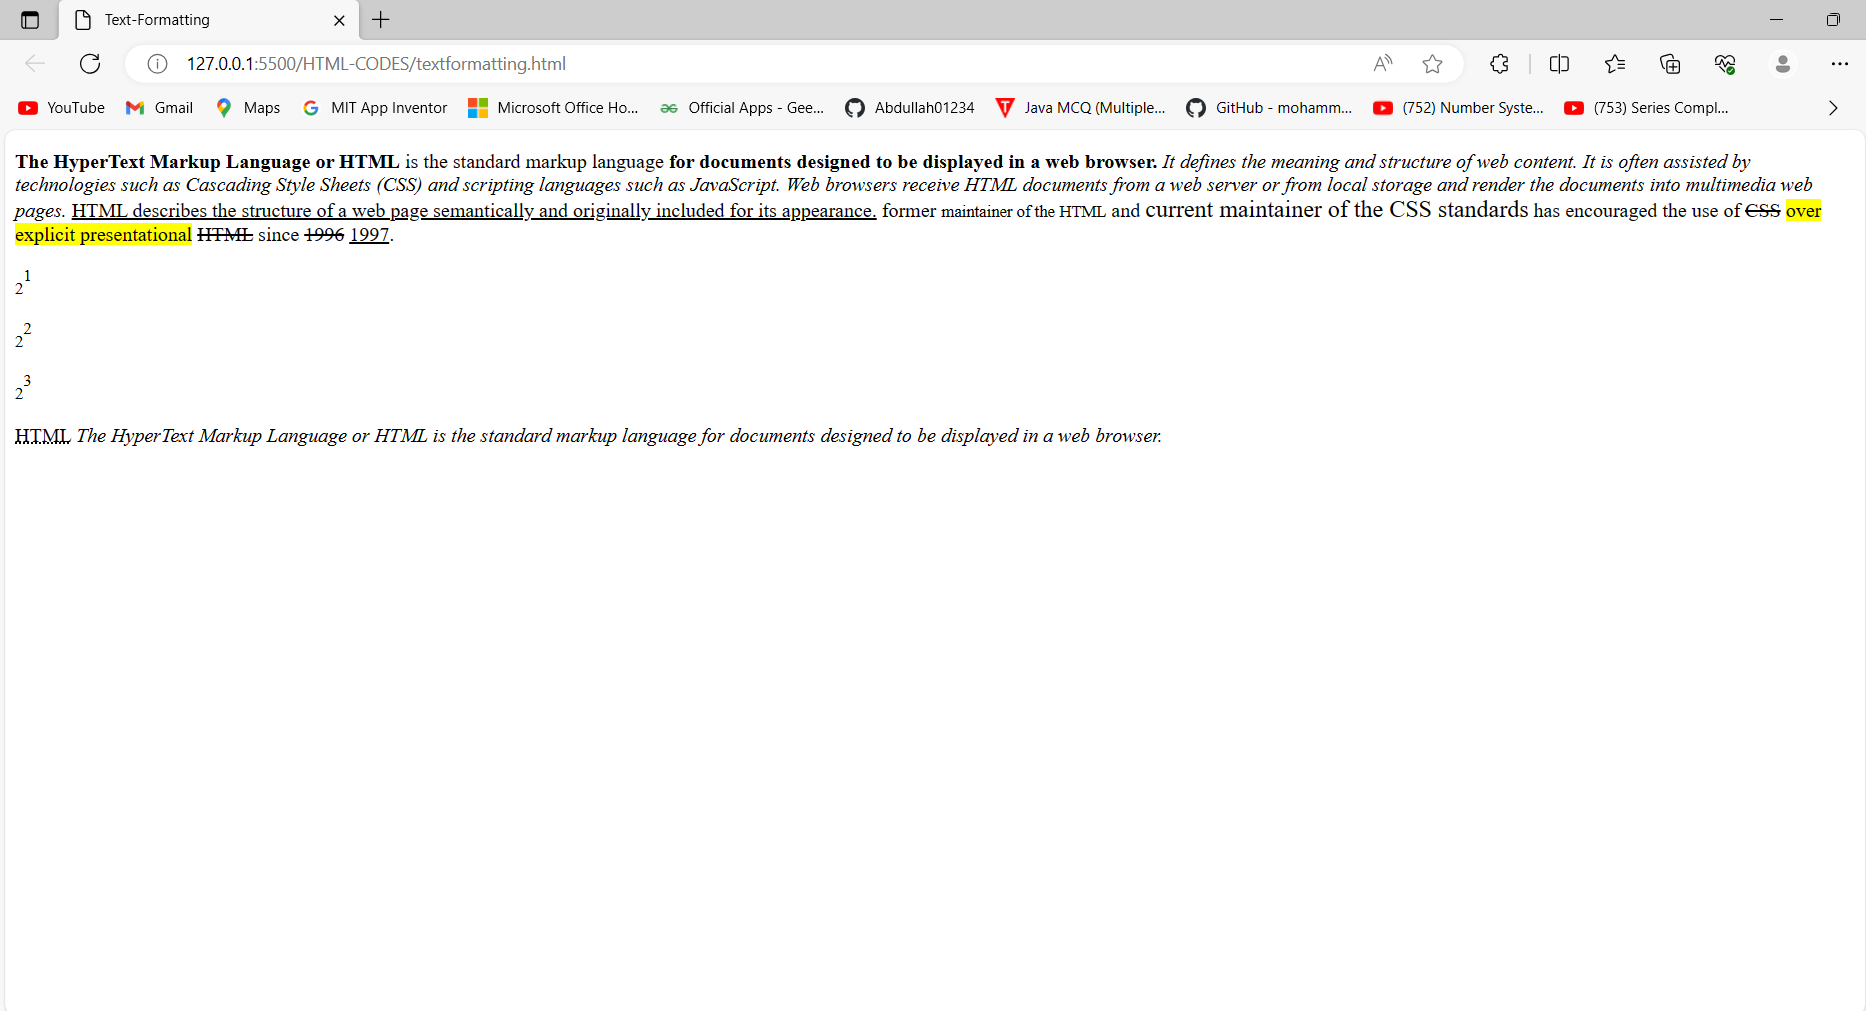 Text-Formatting
127.0.0.1:5500/HTML-CODES/textformatting.html
YouTube Gmail Maps MIT App Inventor Microsoft Office Ho... Official Apps - Gee... Abdullah01234 Java MCQ (Multiple... GitHub - mohamm... (752) Number Syste... (753) Series Compl...
The HyperText Markup Language or HTML is the standard markup language for documents designed to be displayed in a web browser. It defines the meaning and structure of web content. It is often assisted by
technologies such as Cascading Style Sheets (CSS) and scripting languages such as JavaScript. Web browsers receive HTML documents from a web server or from local storage and render the documents into multimedia web
pages. HTML describes the structure of a web page semantically and originally included for its appearance. former maintainer of the HTML and current maintainer of the CSS standards has encouraged the use of CSS over
explicit presentational HTML since 1996 1997.
2 1
2 2
2 3
HTML The HyperText Markup Language or HTML is the standard markup language for documents designed to be displayed in a web browser.